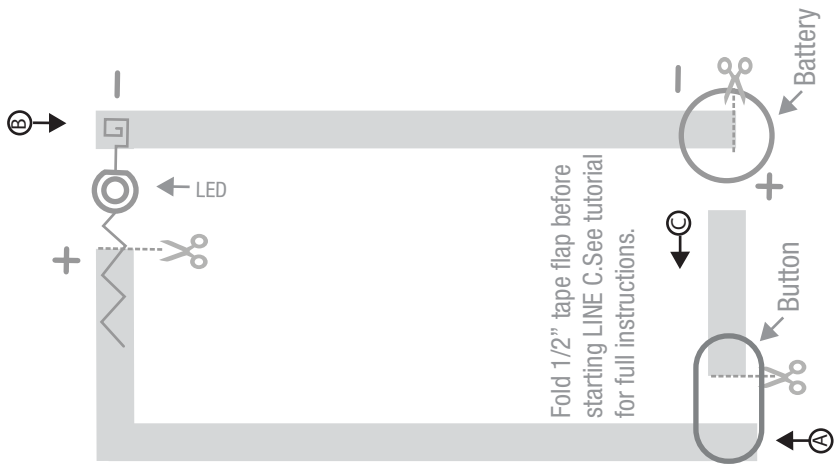 B
−
LED
+
Fold 1/2” tape flap before
starting LINE C.See tutorial
for full instructions.
−
Battery
+
C
Button
A